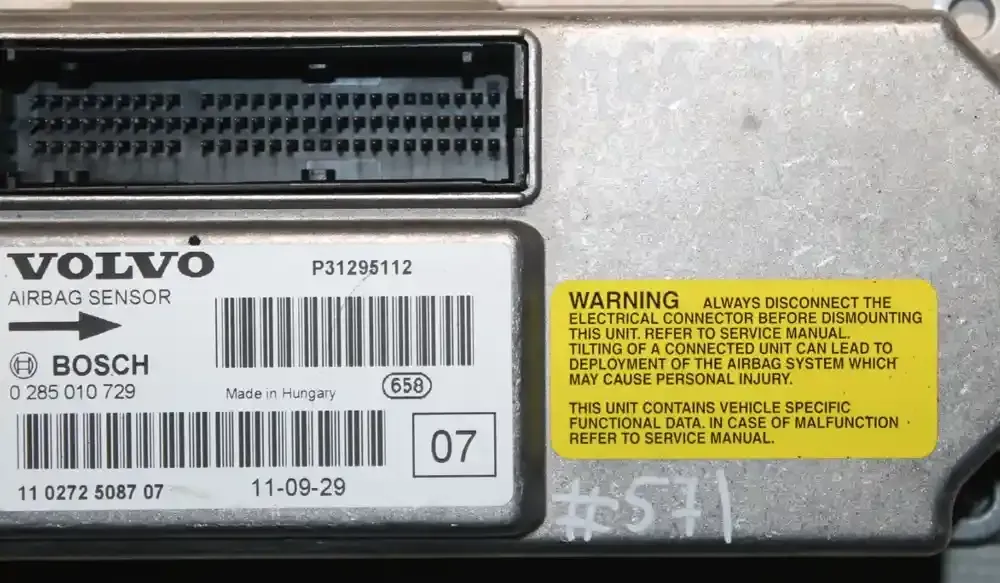 VOLVO
P31295112
AIRBAG SENSOR
BOSCH
0 285 010 729
Made in Hungary
658
07
11 0272 5087 07
11-09-29
WARNING ALWAYS DISCONNECT THE
ELECTRICAL CONNECTOR BEFORE DISMOUNTING
THIS UNIT. REFER TO SERVICE MANUAL.
TILTING OF A CONNECTED UNIT CAN LEAD TO
DEPLOYMENT OF THE AIRBAG SYSTEM WHICH
MAY CAUSE PERSONAL INJURY.
THIS UNIT CONTAINS VEHICLE SPECIFIC
FUNCTIONAL DATA. IN CASE OF MALFUNCTION
REFER TO SERVICE MANUAL.
#571